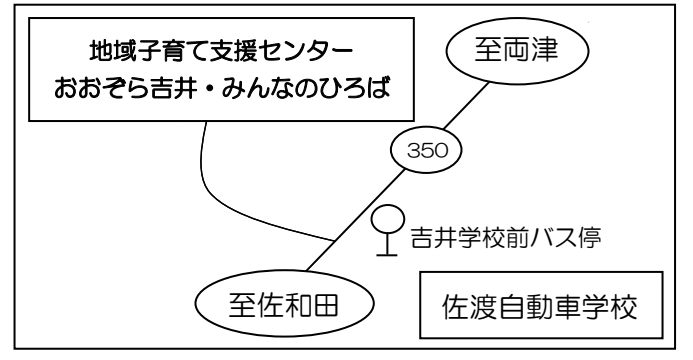 地域子育て支援センター
おおぞら吉井・みんなのひろば
至両津
350
吉井学校前バス停
至佐和田
佐渡自動車学校